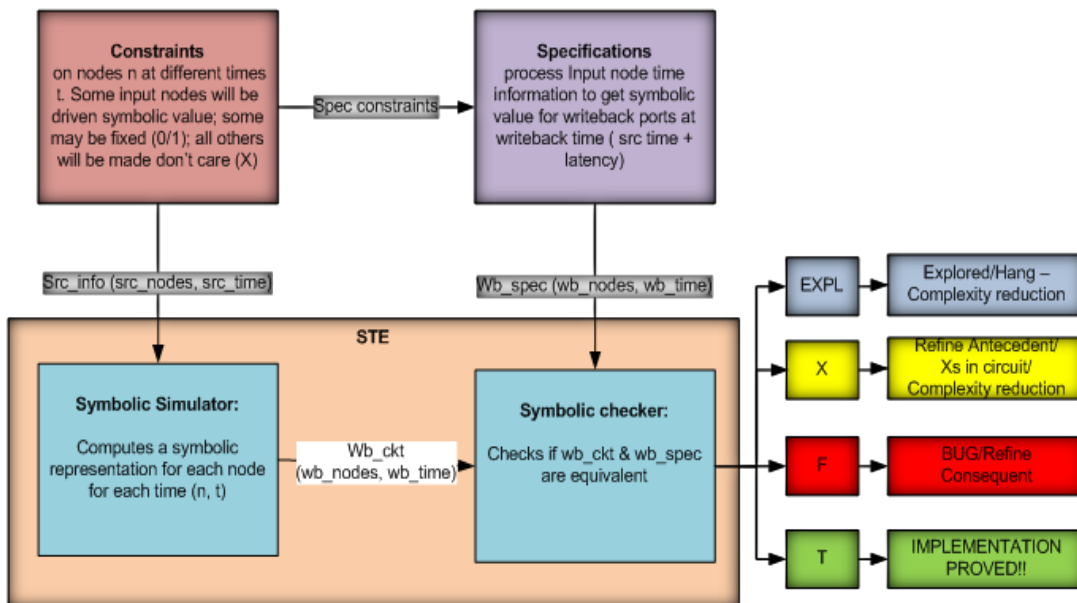 Constraints
on nodes n at different times
t. Some input nodes will be
driven symbolic value; some
may be fixed (0/1); all others
will be made don't care (X)
Spec constraints
Specifications
process Input node time
information to get symbolic
value for writeback ports at
writeback time ( src time +
latency)
Src_info (src_nodes, src_time)
Wb_spec (wb_nodes, wb_time)
STE
Symbolic Simulator:
Computes a symbolic
representation for each node
for each time (n, t)
Wb_ckt
(wb_nodes, wb_time)
Symbolic checker:
Checks if wb_ckt & wb_spec
are equivalent
EXPL
Explored/Hang –
Complexity reduction
X
Refine Antecedent/
Xs in circuit/
Complexity reduction
F
BUG/Refine
Consequent
T
IMPLEMENTATION
PROVED!!